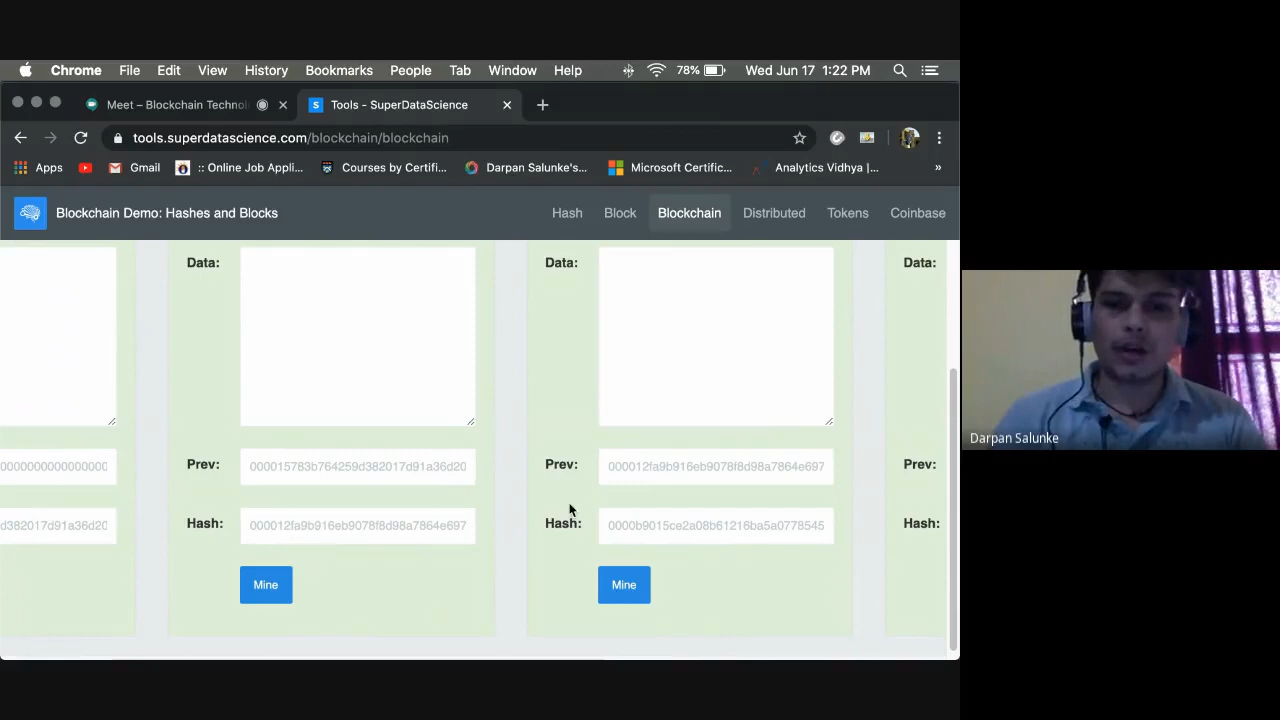 Chrome File Edit View History Bookmarks People Tab Window Help 78% Wed Jun 17 1:22 PM
Meet – Blockchain Technol Tools - SuperDataScience
tools.superdatascience.com/blockchain/blockchain
Apps Gmail :: Online Job Appli... Courses by Certifi... Darpan Salunke's... Microsoft Certific... Analytics Vidhya |... »
Blockchain Demo: Hashes and Blocks Hash Block Blockchain Distributed Tokens Coinbase
Data: Data: Data:
Prev: 000015783b764259d382017d91a36d20 Prev: 000012fa9b916eb9078f8d98a7864e697 Prev:
d382017d91a36d20 Hash: 000012fa9b916eb9078f8d98a7864e697 Hash: 0000b9015ce2a08b61216ba5a0778545 Hash:
Mine Mine
Darpan Salunke